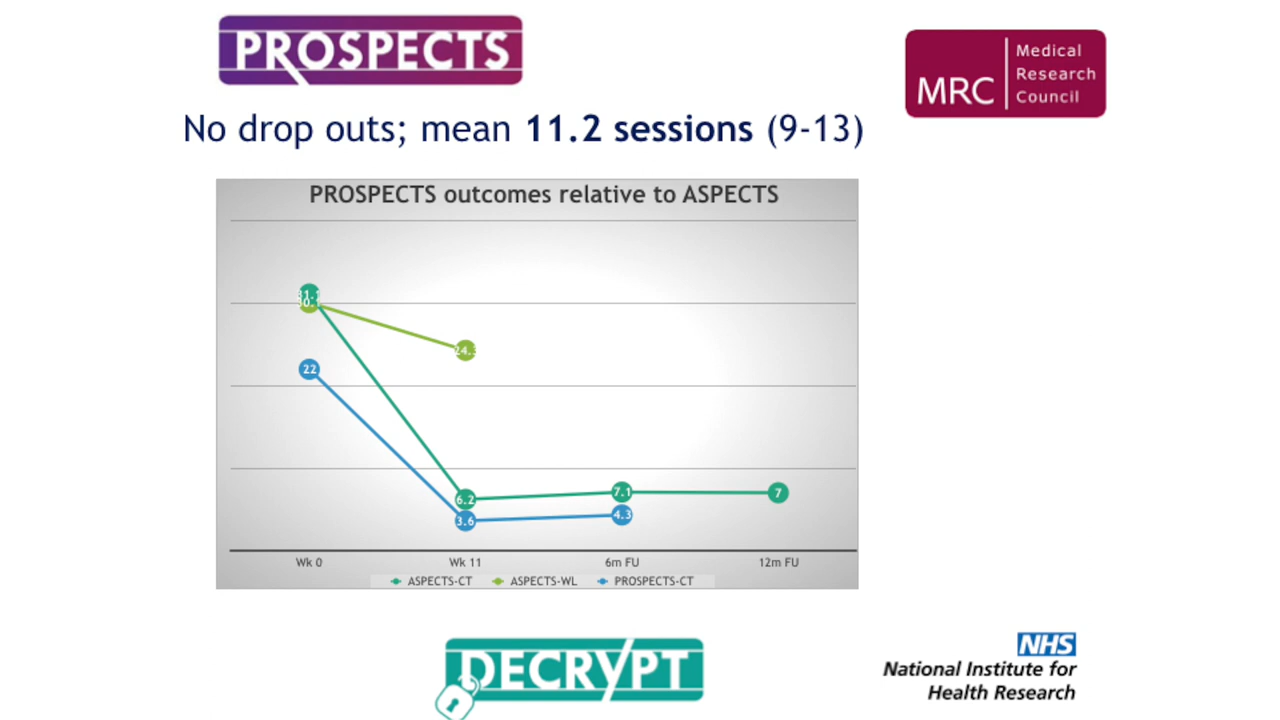 PROSPECTS
MRC
Medical
Research
Council
No drop outs; mean 11.2 sessions (9-13)
PROSPECTS outcomes relative to ASPECTS
22
6.2
7.1
7
3.6
4.3
Wk 0
Wk 11
6m FU
12m FU
ASPECTS-CT
ASPECTS-WL
PROSPECTS-CT
DECRYPT
NHS
National Institute for
Health Research